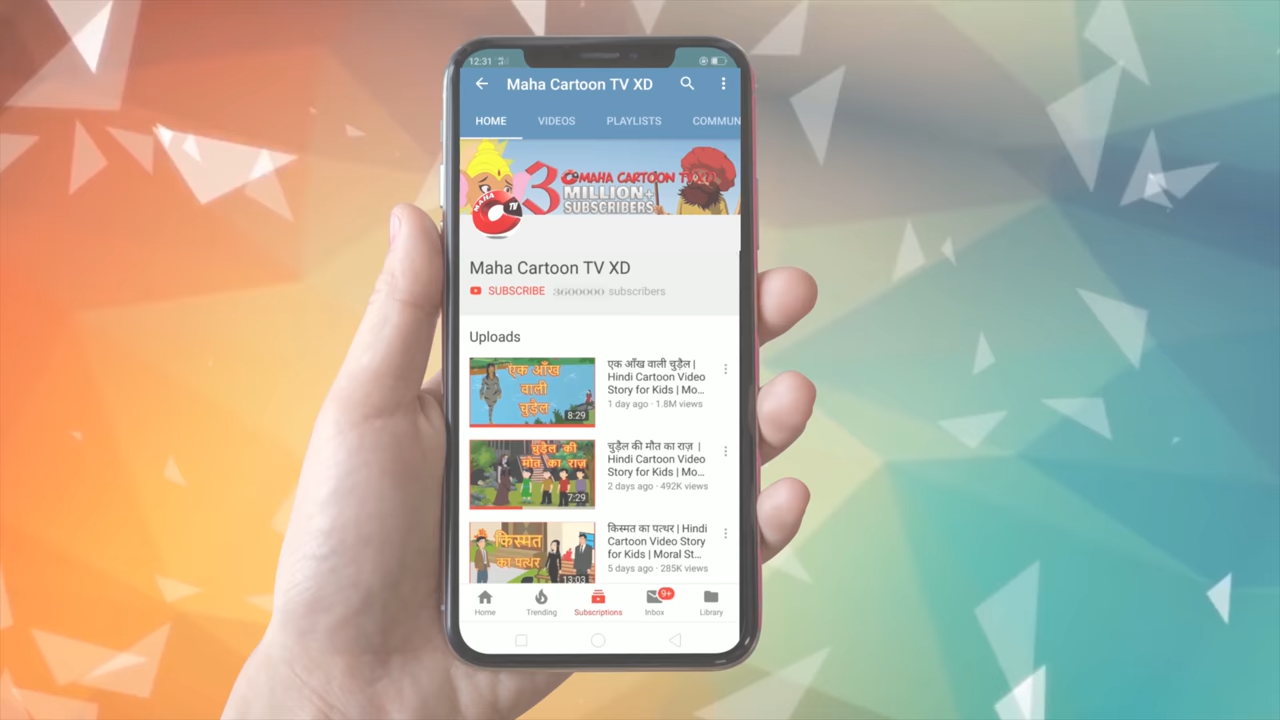 12:31
Maha Cartoon TV XD
HOME VIDEOS PLAYLISTS COMMUN
3 MAHA CARTOON TV XD
MILLION+
SUBSCRIBERS
MAHA
TV
Maha Cartoon TV XD
SUBSCRIBE 3600000 subscribers
Uploads
एक आँख
वाली
चुड़ैल
8:29
एक आँख वाली चुड़ैल |
Hindi Cartoon Video
Story for Kids | Mo...
1 day ago · 1.8M views
चुड़ैल की
मौत का राज़
7:29
चुड़ैल की मौत का राज़ |
Hindi Cartoon Video
Story for Kids | Mo...
2 days ago · 492K views
किस्मत
का पत्थर
13:03
किस्मत का पत्थर | Hindi
Cartoon Video Story
for Kids | Moral St...
5 days ago · 285K views
9+
Home Trending Subscriptions Inbox Library